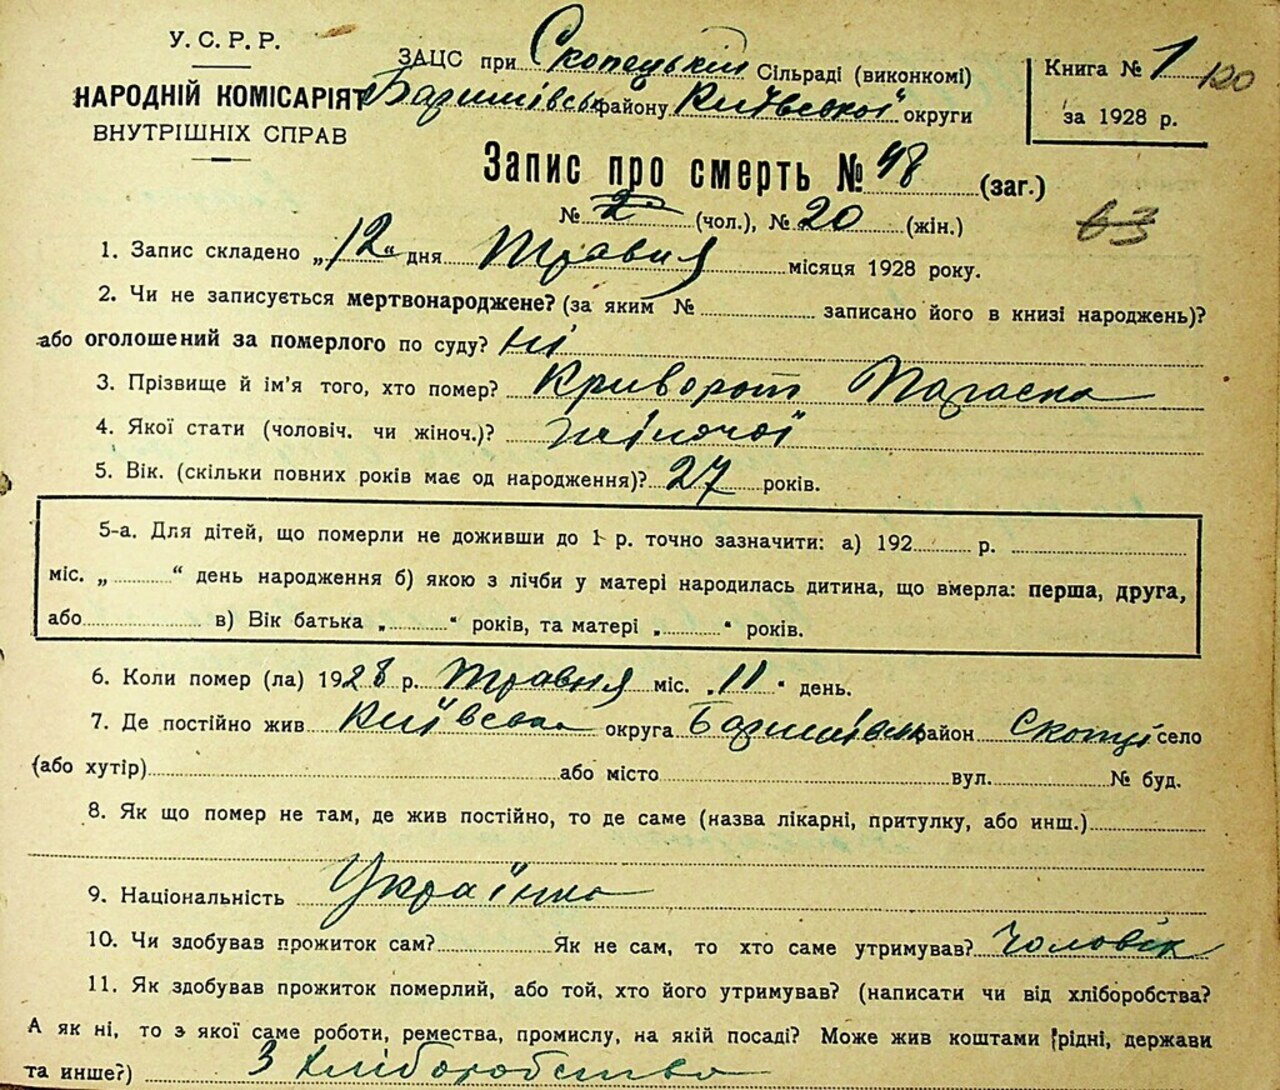 У. С. Р. Р.
НАРОДНІЙ КОМІСАРІЯТ
ВНУТРІШНІХ СПРАВ
ЗАЦС при Скопецькій Сільраді (виконкомі)
Баришівськ району Київської округи
Книга № 1
за 1928 р.
120
Запис про смерть № 48 (заг.)
№ 2 (чол.), № 20 (жін.)
63
1. Запис складено „12“ дня травня місяця 1928 року.
2. Чи не записується мертвонароджене? (за яким № записано його в книзі народжень)?
або оголошений за померлого по суду? ні
3. Прізвище й ім'я того, хто помер? Криворот Параска
4. Якої стати (чоловіч. чи жіноч.)? жіночої
5. Вік. (скільки повних років має од народження)? 27 років.
5-а. Для дітей, що померли не доживши до 1 р. точно зазначити: а) 192 р.
міс. „ “ день народження б) якою з лічби у матері народилась дитина, що вмерла: перша, друга,
або в) Вік батька „ “ років, та матері „ “ років.
6. Коли помер (ла) 1928 р. травня міс. „11“ день.
7. Де постійно жив Київська округа Баришівськ район Скопці село
(або хутір) або місто вул. № буд.
8. Як що помер не там, де жив постійно, то де саме (назва лікарні, притулку, або инш.)
9. Національність Українка
10. Чи здобував прожиток сам? Як не сам, то хто саме утримував? Чоловік
11. Як здобував прожиток померлий, або той, хто його утримував? (написати чи від хліборобства?
А як ні, то з якої саме роботи, ремества, промислу, на якій посаді? Може жив коштами рідні, держави
та инше?) З хліборобства